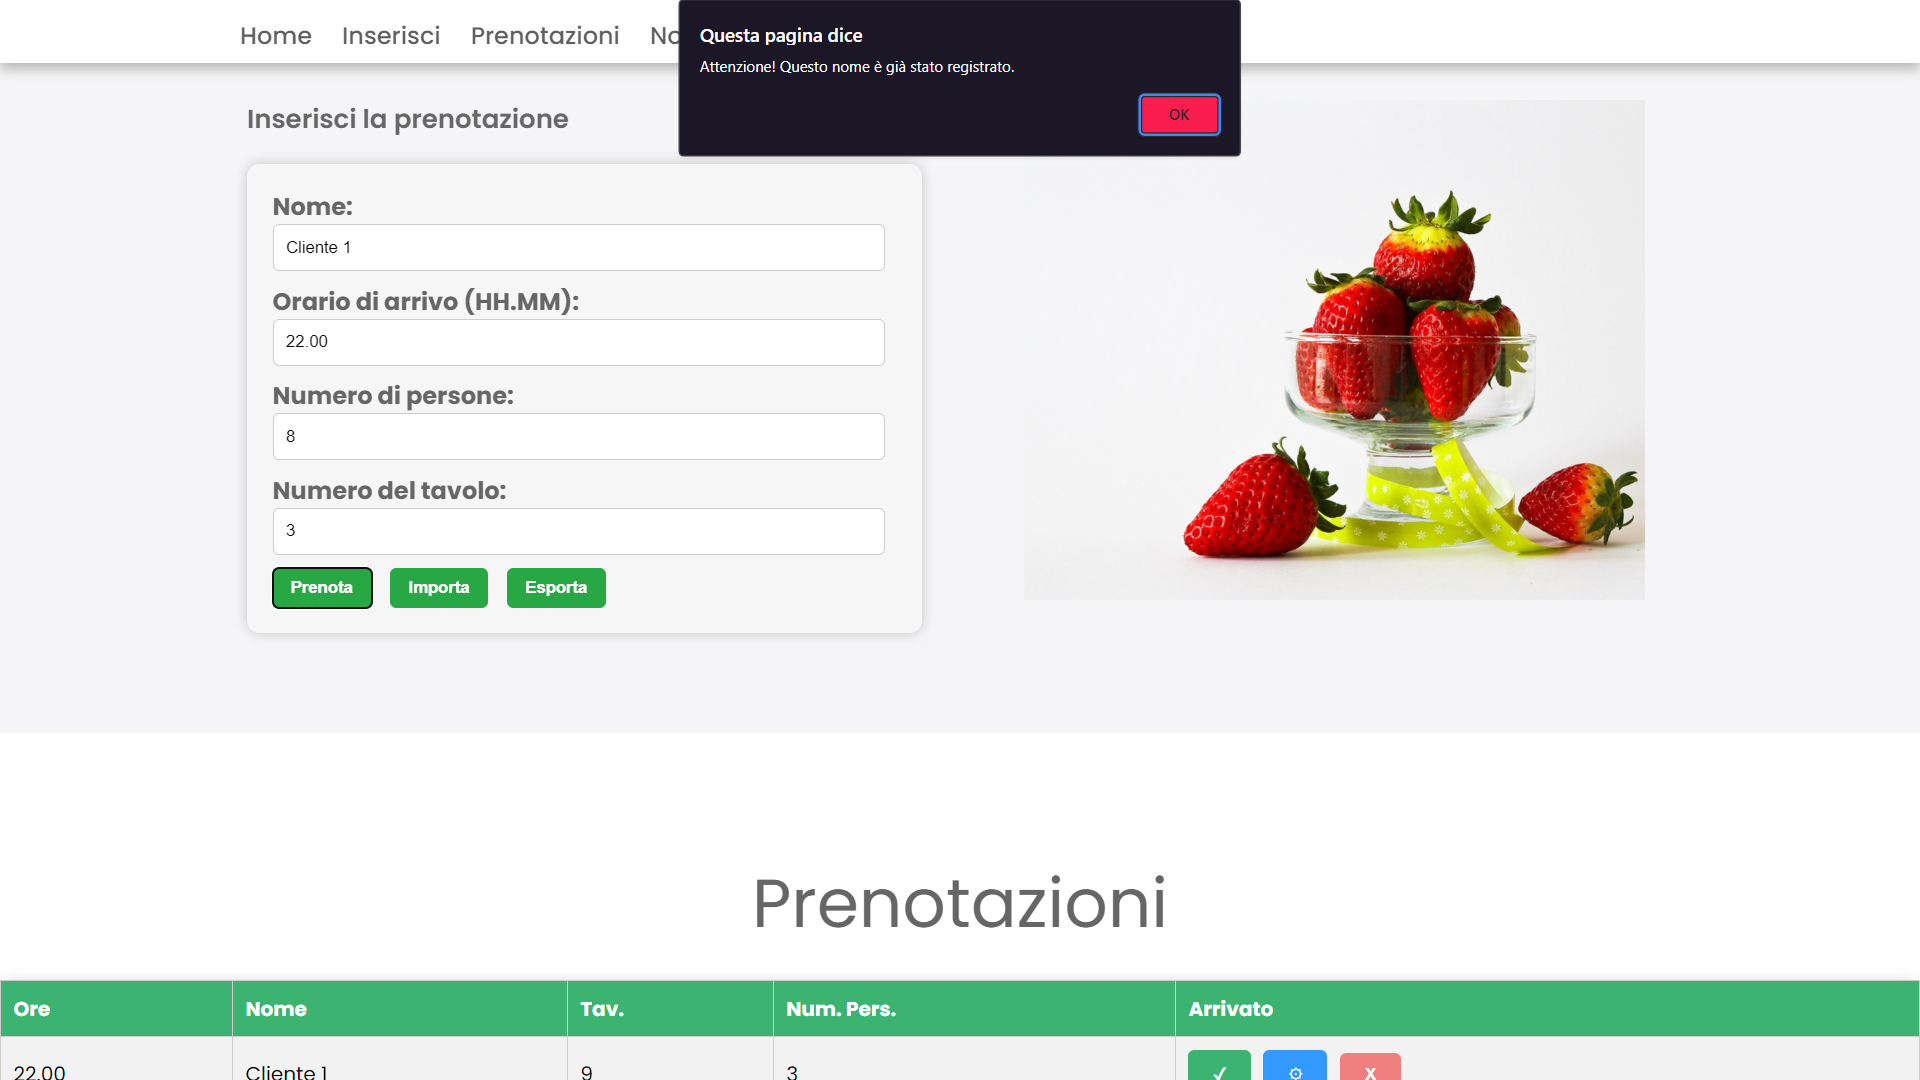 Home Inserisci Prenotazioni No
Questa pagina dice
Attenzione! Questo nome è già stato registrato.
OK
Inserisci la prenotazione
Nome:
Cliente 1
Orario di arrivo (HH.MM):
22.00
Numero di persone:
8
Numero del tavolo:
3
Prenota Importa Esporta
Prenotazioni
Ore Nome Tav. Num. Pers. Arrivato
22.00 Cliente 1 9 3 ✓ ⚙ X